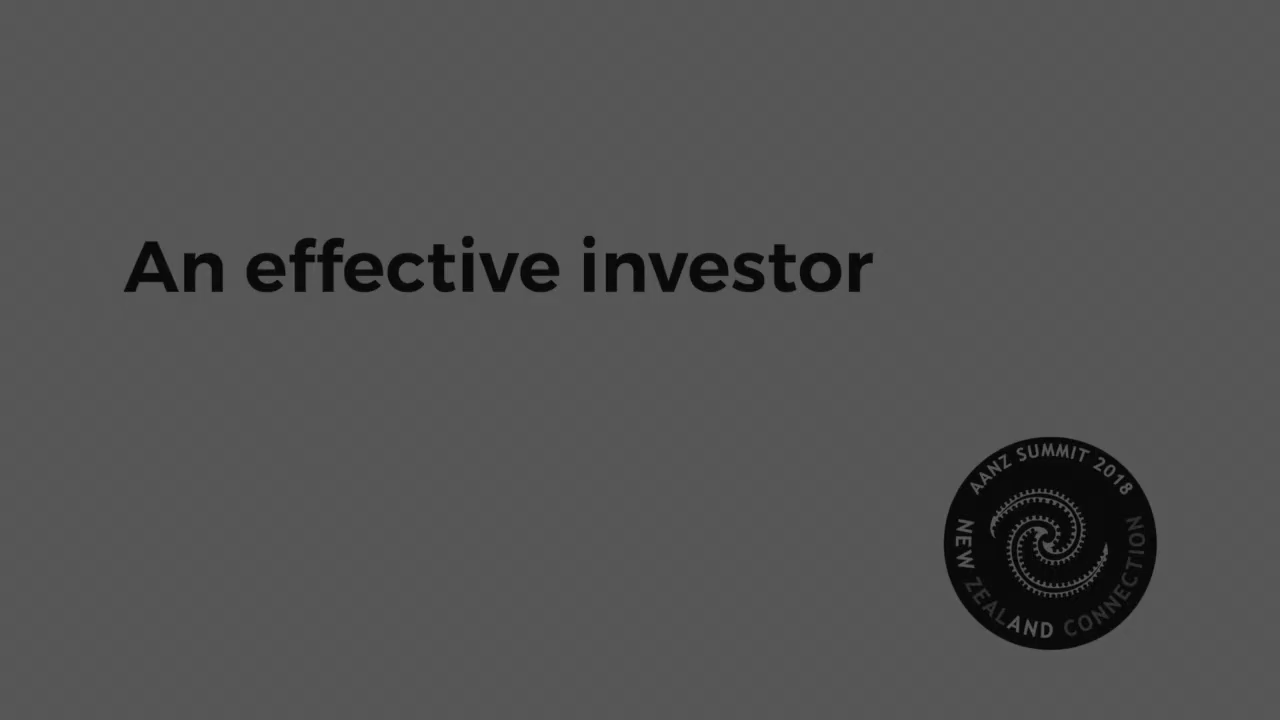 An effective investor
AANZ SUMMIT 2018
NEW ZEALAND CONNECTION